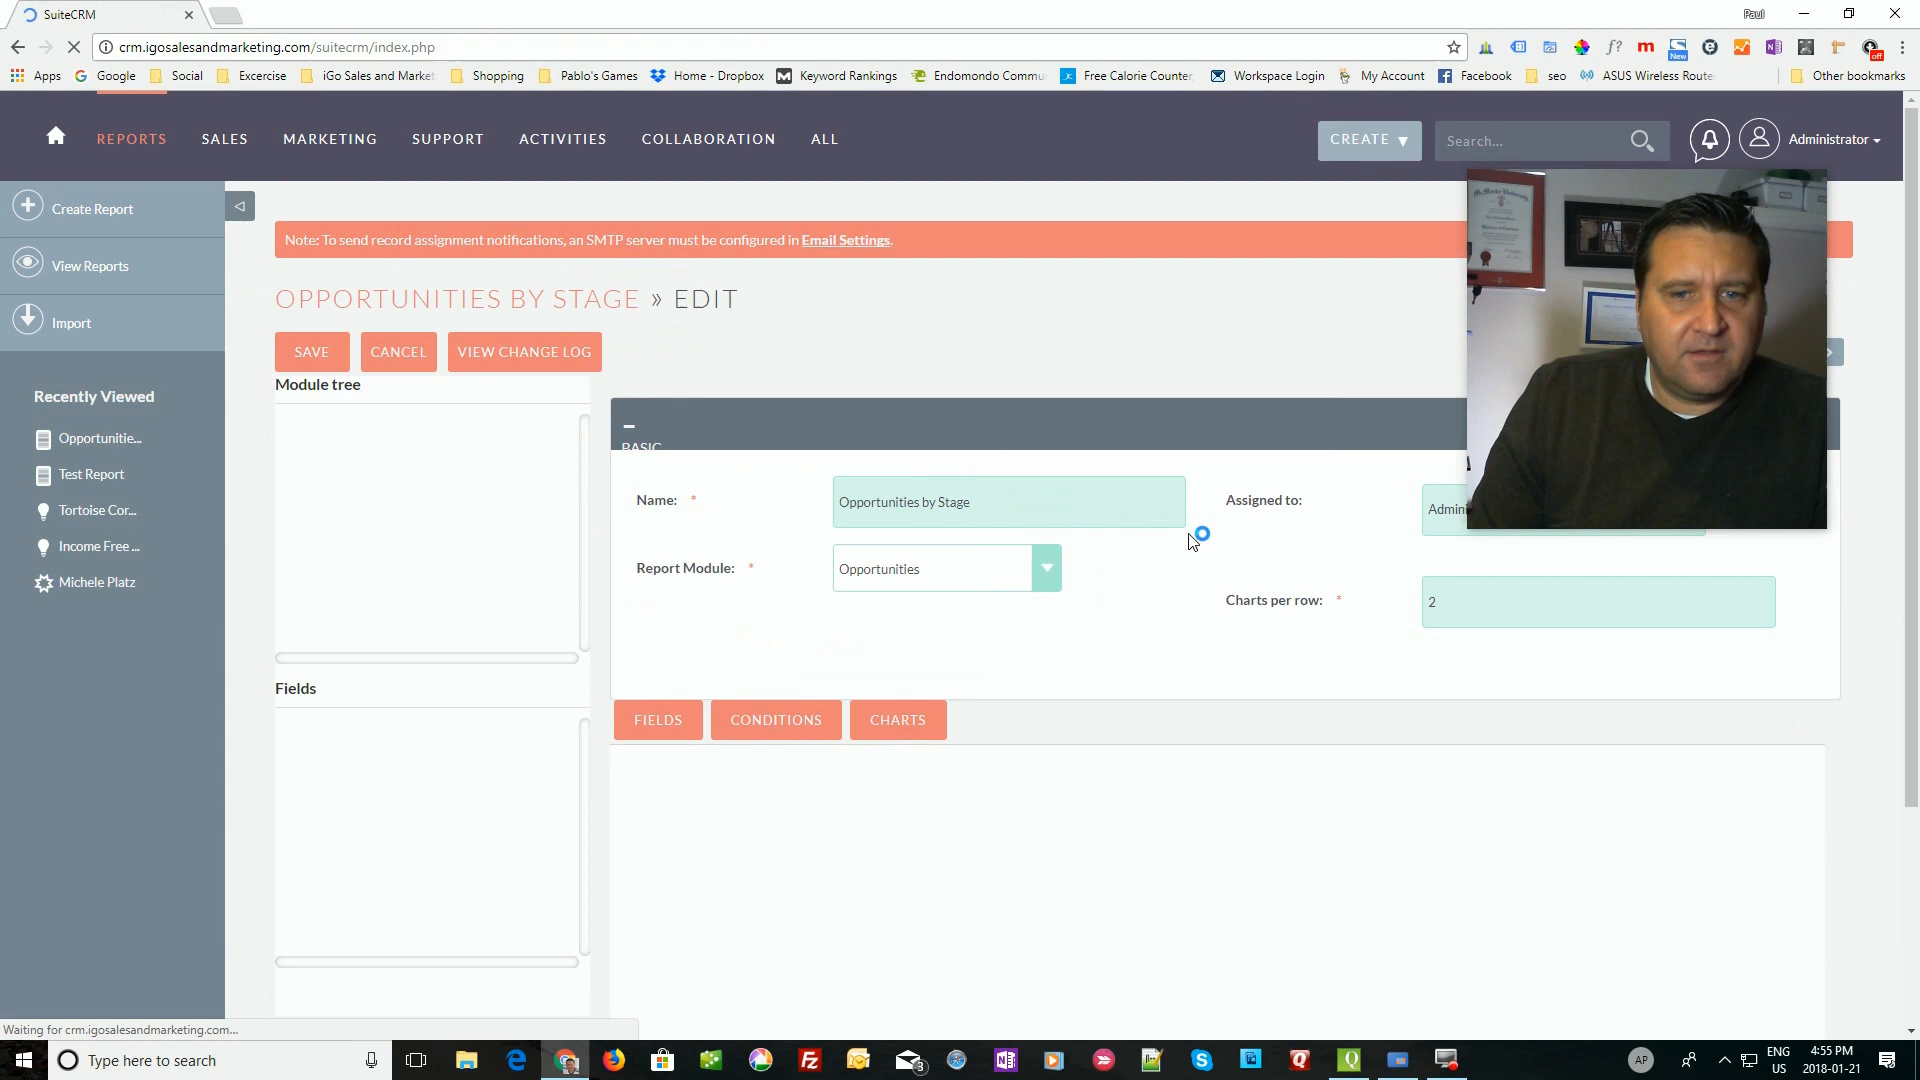 SuiteCRM
Paul
crm.igosalesandmarketing.com/suitecrm/index.php
Apps
Google
Social
Excercise
iGo Sales and Market
Shopping
Pablo's Games
Home - Dropbox
Keyword Rankings
Endomondo Commu
Free Calorie Counter,
Workspace Login
My Account
Facebook
seo
ASUS Wireless Route
Other bookmarks
REPORTS
SALES
MARKETING
SUPPORT
ACTIVITIES
COLLABORATION
ALL
CREATE
Search...
Administrator
Create Report
View Reports
Import
Recently Viewed
Opportunitie...
Test Report
Tortoise Cor...
Income Free ...
Michele Platz
Note: To send record assignment notifications, an SMTP server must be configured in Email Settings.
OPPORTUNITIES BY STAGE » EDIT
SAVE
CANCEL
VIEW CHANGE LOG
Module tree
Fields
BASIC
Name: *
Opportunities by Stage
Assigned to:
Admini
Report Module: *
Opportunities
Charts per row: *
2
FIELDS
CONDITIONS
CHARTS
Waiting for crm.igosalesandmarketing.com...
Type here to search
3
AP
ENG
US
4:55 PM
2018-01-21